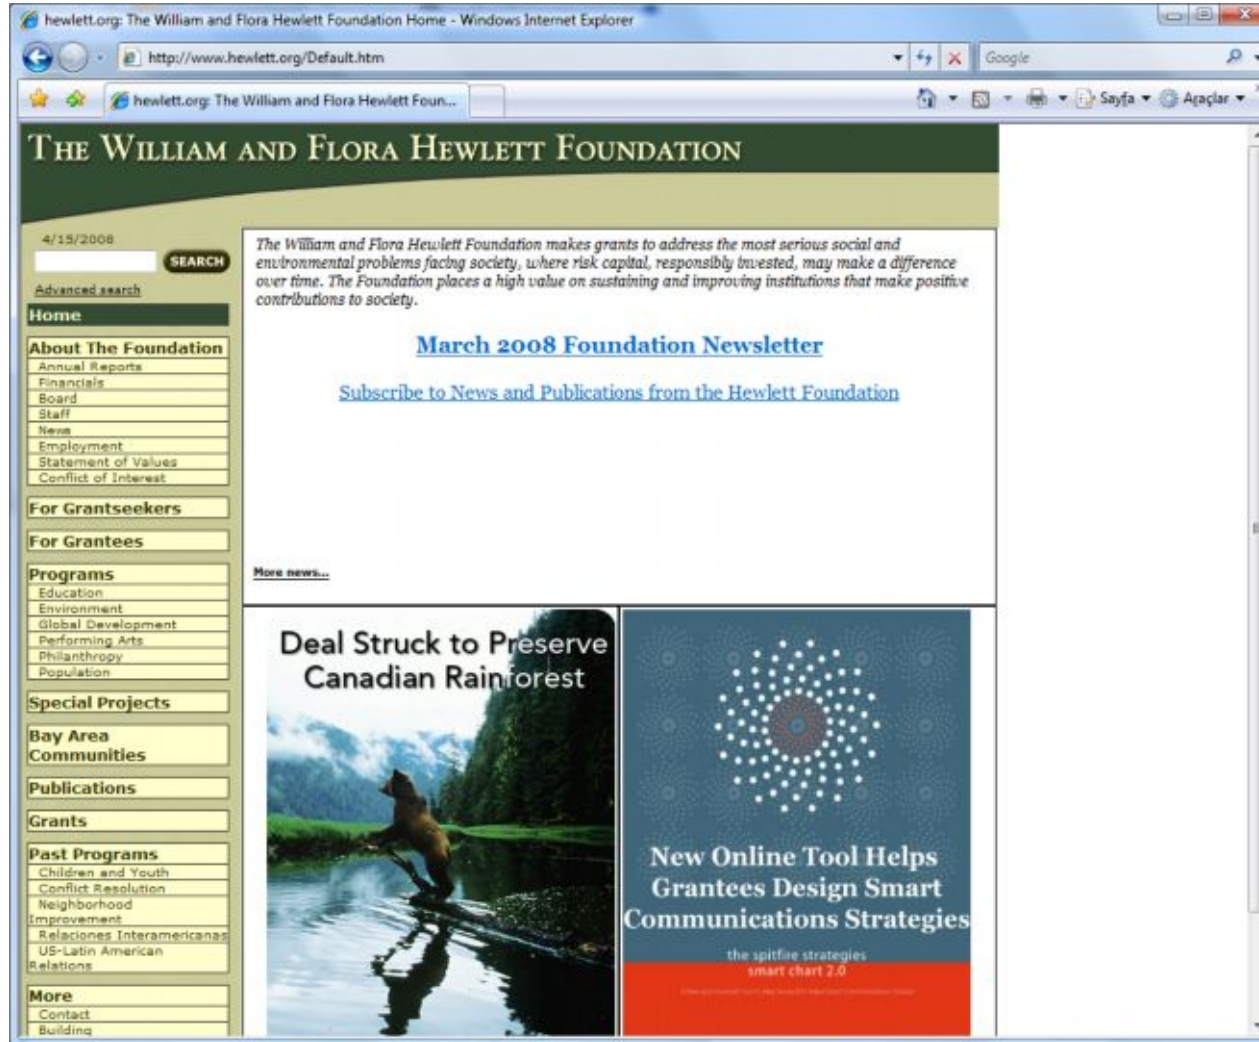 hewlett.org: The William and Flora Hewlett Foundation Home - Windows Internet Explorer
http://www.hewlett.org/Default.htm
Google
hewlett.org: The William and Flora Hewlett Foun...
Sayfa
Araçlar
THE WILLIAM AND FLORA HEWLETT FOUNDATION
4/15/2008
SEARCH
Advanced search
Home
About The Foundation
Annual Reports
Financials
Board
Staff
News
Employment
Statement of Values
Conflict of Interest
For Grantseekers
For Grantees
Programs
Education
Environment
Global Development
Performing Arts
Philanthropy
Population
Special Projects
Bay Area
Communities
Publications
Grants
Past Programs
Children and Youth
Conflict Resolution
Neighborhood
Improvement
Relaciones Interamericanas
US-Latin American
Relations
More
Contact
Building
The William and Flora Hewlett Foundation makes grants to address the most serious social and
environmental problems facing society, where risk capital, responsibly invested, may make a difference
over time. The Foundation places a high value on sustaining and improving institutions that make positive
contributions to society.
March 2008 Foundation Newsletter
Subscribe to News and Publications from the Hewlett Foundation
More news...
Deal Struck to Preserve
Canadian Rainforest
New Online Tool Helps
Grantees Design Smart
Communications Strategies
the spitfire strategies
smart chart 2.0